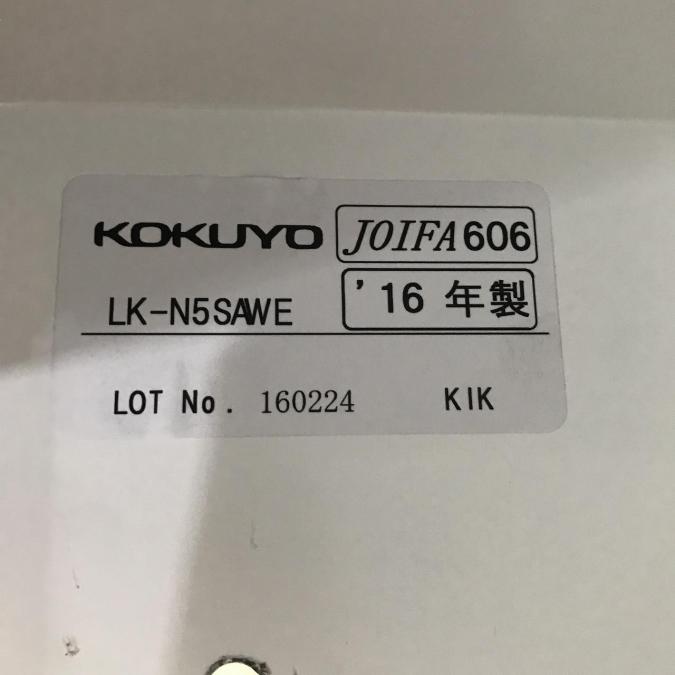 KOKUYO JOIFA606
LK-N5SAWE '16 年製
LOT No. 160224 KIK